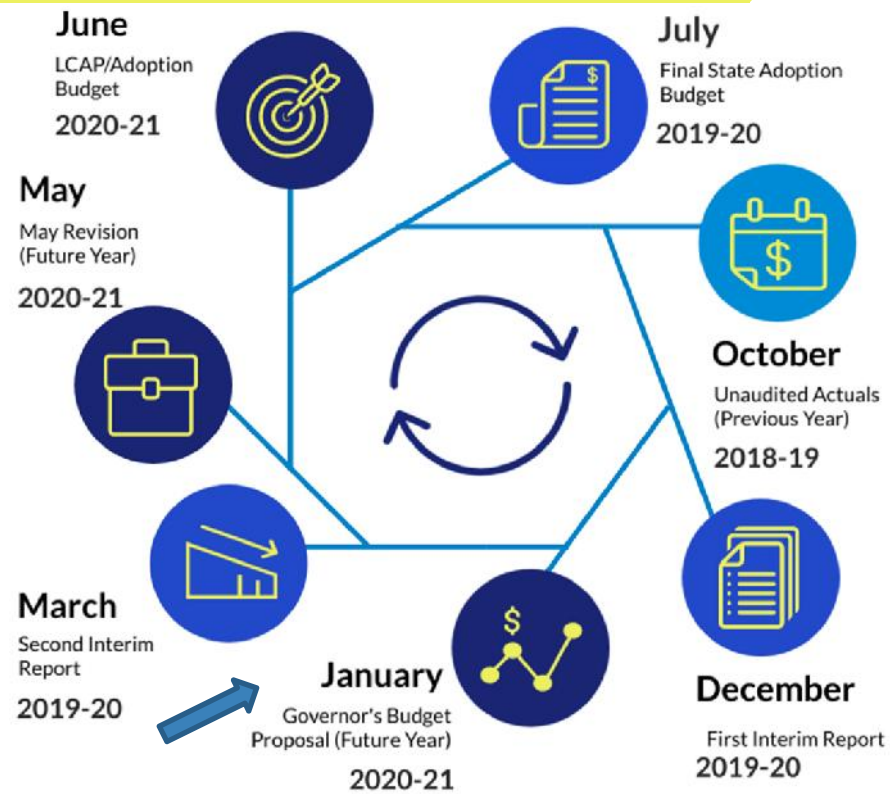 June
LCAP/Adoption
Budget
2020-21
July
Final State Adoption
Budget
2019-20
$
May
May Revision
(Future Year)
2020-21
$
October
Unaudited Actuals
(Previous Year)
2018-19
March
Second Interim
Report
2019-20
$
January
Governor's Budget
Proposal (Future Year)
2020-21
December
First Interim Report
2019-20